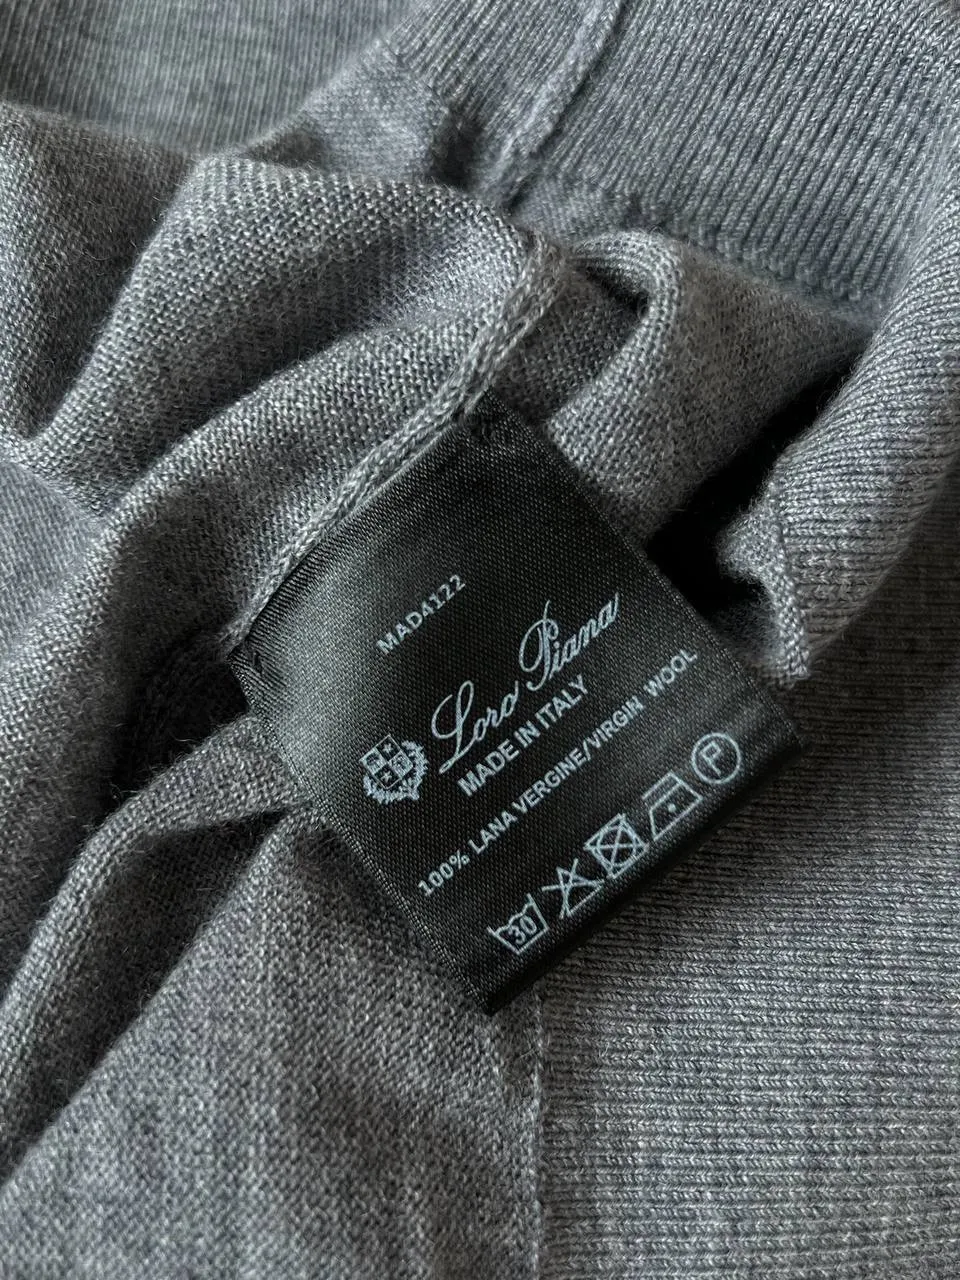 MAD4122
Loro Piana
MADE IN ITALY
100% LANA VERGINE/VIRGIN WOOL
30 P